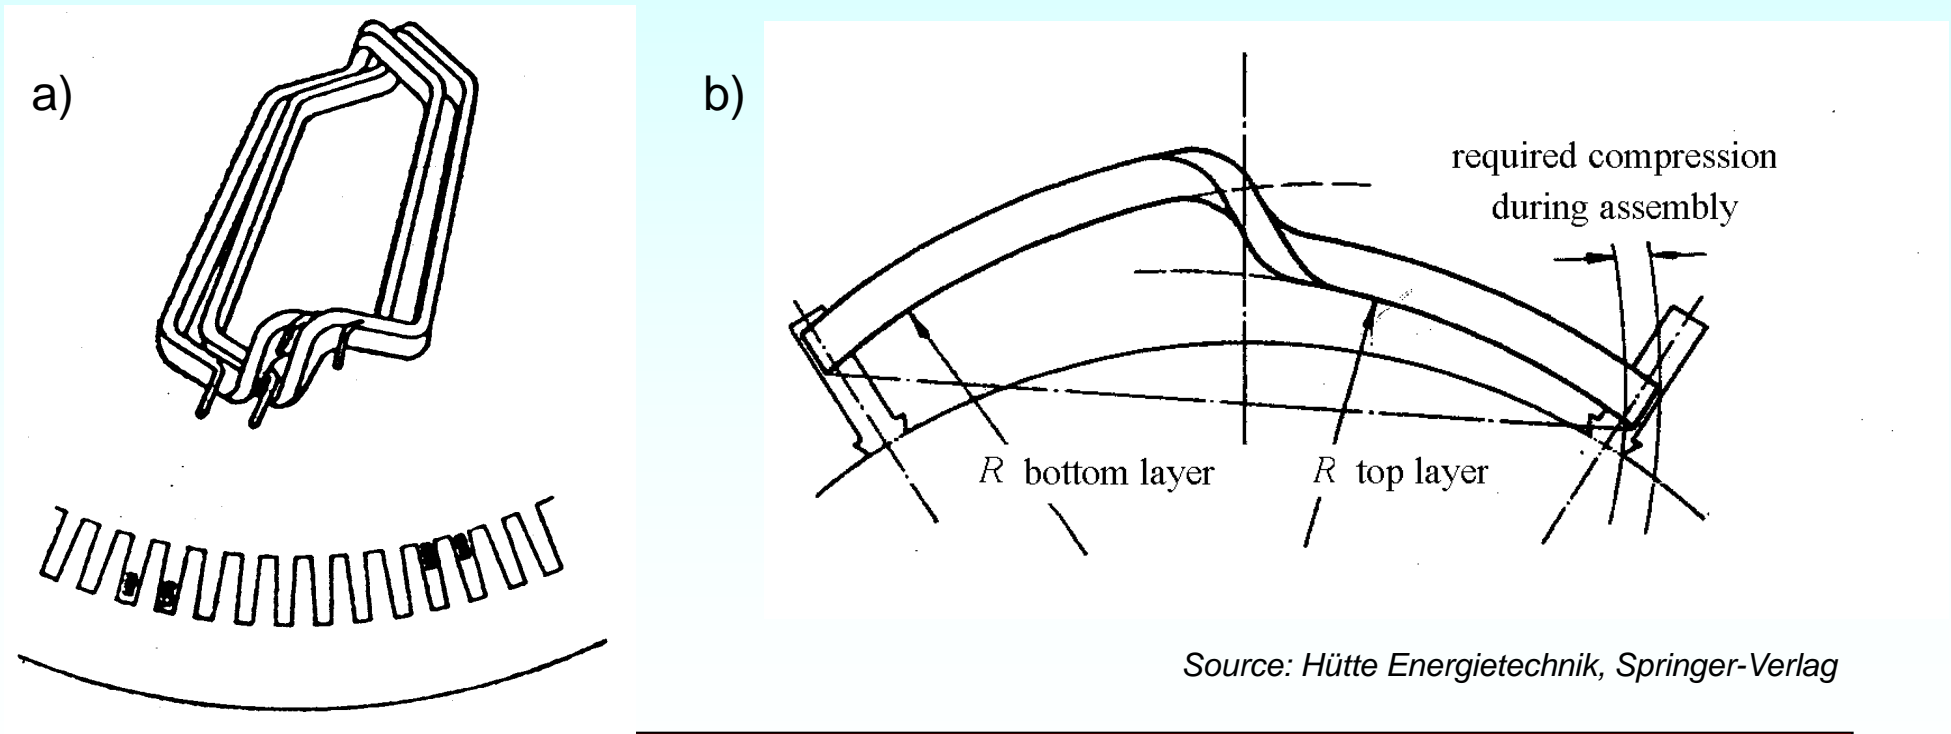 a)
b)
required compression
during assembly
R bottom layer
R top layer
Source: Hütte Energietechnik, Springer-Verlag